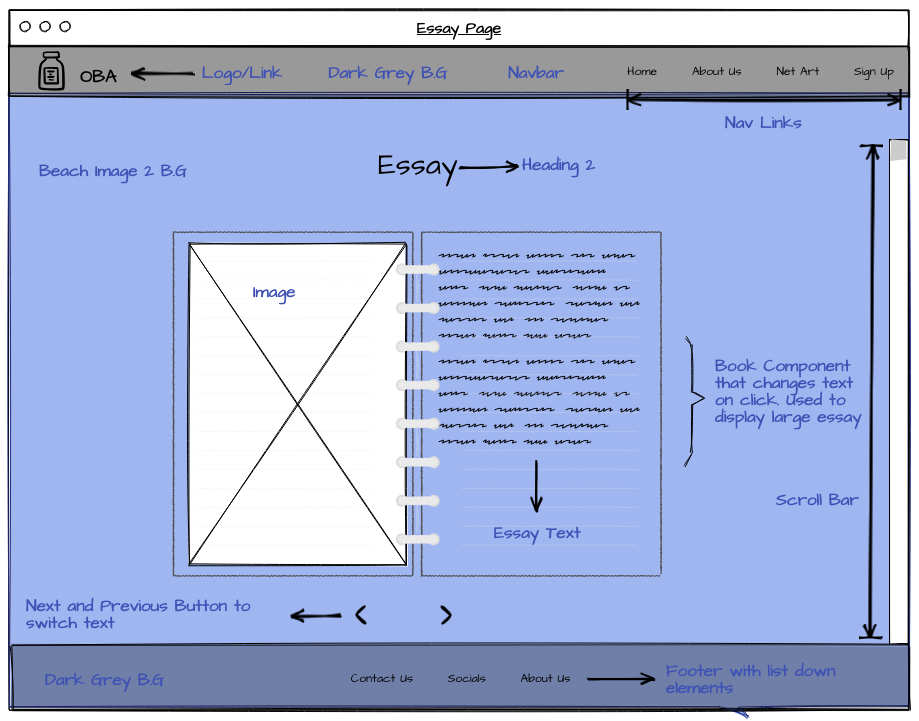 Essay Page
OBA
Logo/Link
Dark Grey B.G
Navbar
Home
About Us
Net Art
Sign Up
Nav Links
Beach Image 2 B.G
Essay
Heading 2
Image
Book Component
that changes text
on click. Used to
display large essay
Scroll Bar
Essay Text
Next and Previous Button to
switch text
Dark Grey B.G
Contact Us
Socials
About Us
Footer with list down
elements